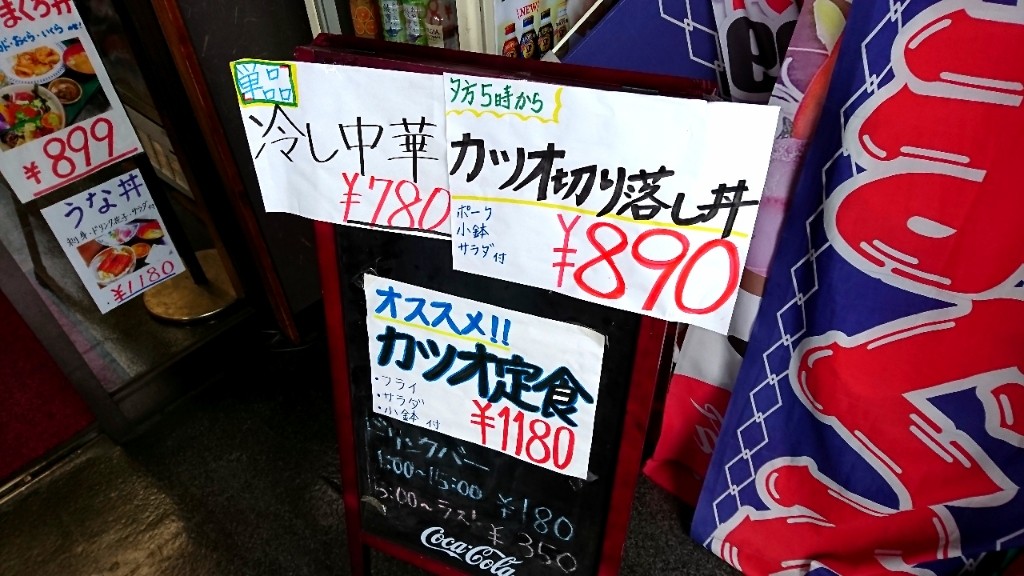 まぐろ丼
¥899
うな丼
¥1180
単品
冷し中華
¥780
夕方5時から
カツオ切り落し丼
ポーク
小鉢
サラダ付
¥890
オススメ!!
カツオ定食
・フライ
・サラダ
・小鉢付
¥1180
ドリンクバー
1:00~15:00 ¥180
15:00~ラスト ¥350
Coca-Cola
NEW!